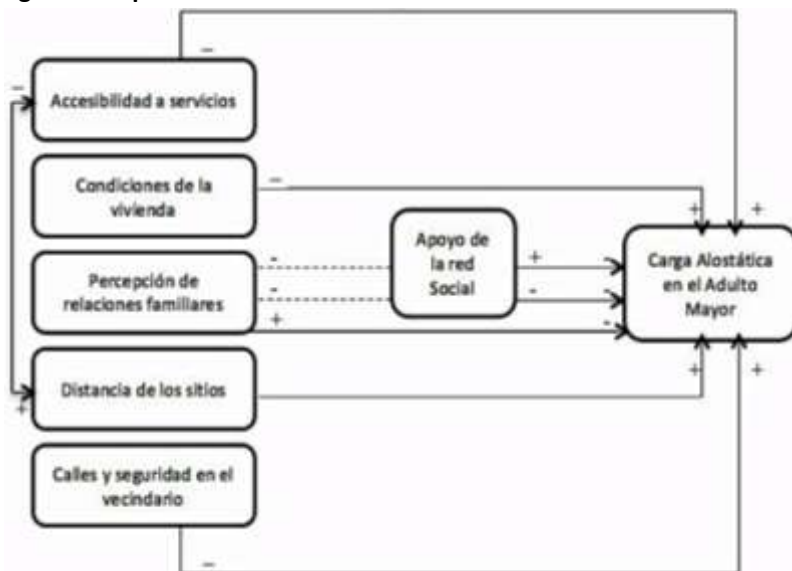 −
−
Accesibilidad a servicios
−
Condiciones de la
vivienda
+
+
Apoyo de
la red
Social
Carga Alostática
en el Adulto
Mayor
Percepción de
relaciones familiares
-
-
+
+
-
-
-
-
Distancia de los sitios
+
+
+
Calles y seguridad en el
vecindario
−